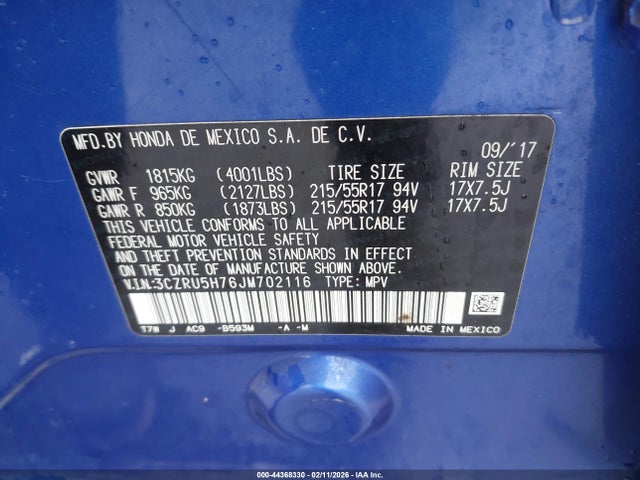 MFD.BY HONDA DE MEXICO S.A. DE C.V.
09/'17
GVWR 1815KG (4001LBS) TIRE SIZE RIM SIZE
GAWR F 965KG (2127LBS) 215/55R17 94V 17X7.5J
GAWR R 850KG (1873LBS) 215/55R17 94V 17X7.5J
THIS VEHICLE CONFORMS TO ALL APPLICABLE
FEDERAL MOTOR VEHICLE SAFETY
AND THEFT PREVENTION STANDARDS IN EFFECT
ON THE DATE OF MANUFACTURE SHOWN ABOVE.
V.I.N:3CZRU5H76JM702116 TYPE: MPV
T7W J AC9 -B593M -A -M
MADE IN MEXICO
000-44368330 - 02/11/2026 - IAA Inc.